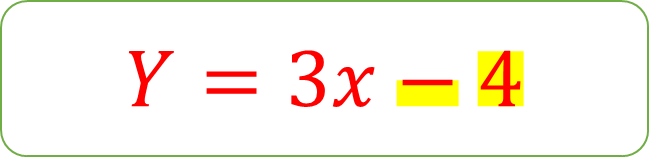 Y = 3x − 4